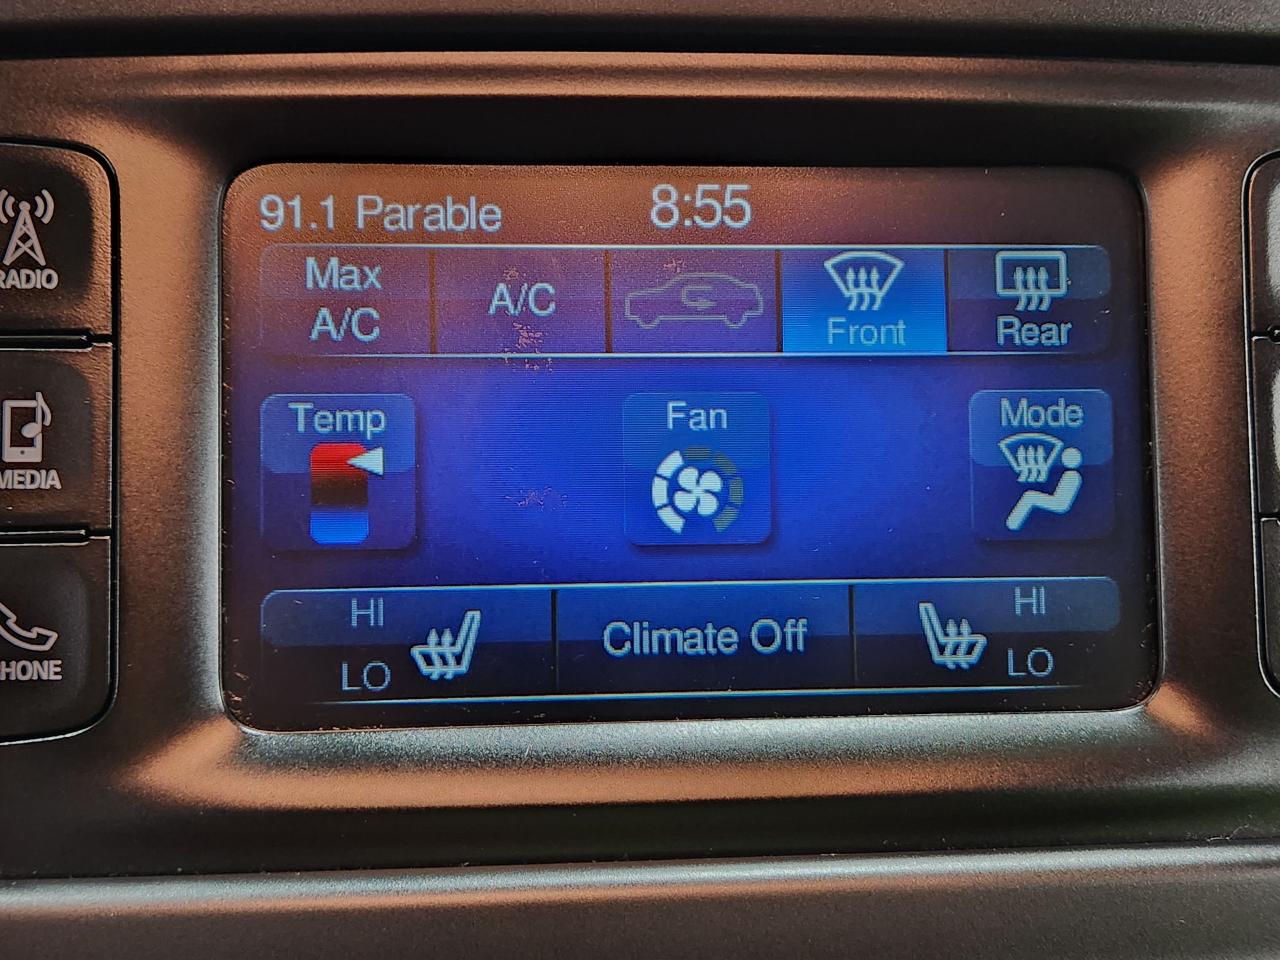 91.1 Parable 8:55
Max
A/C
A/C
Front
Rear
RADIO
Temp
Fan
Mode
MEDIA
HI
LO
Climate Off
HI
LO
PHONE